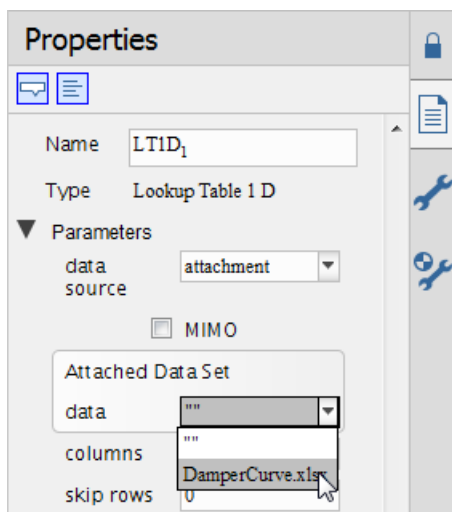 Properties
Name LT1D1
Type Lookup Table 1 D
Parameters
data source attachment
MIMO
Attached Data Set
data ""
""
columns
DamperCurve.xlsx
skip rows 0